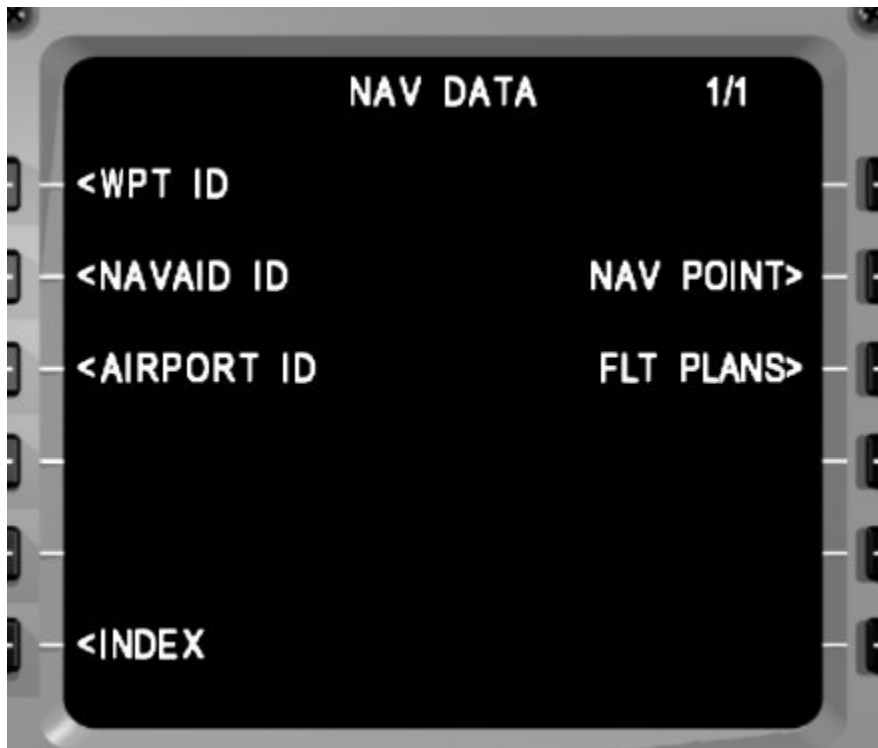 NAV DATA 1/1
<WPT ID
<NAVAID ID NAV POINT>
<AIRPORT ID FLT PLANS>
<INDEX